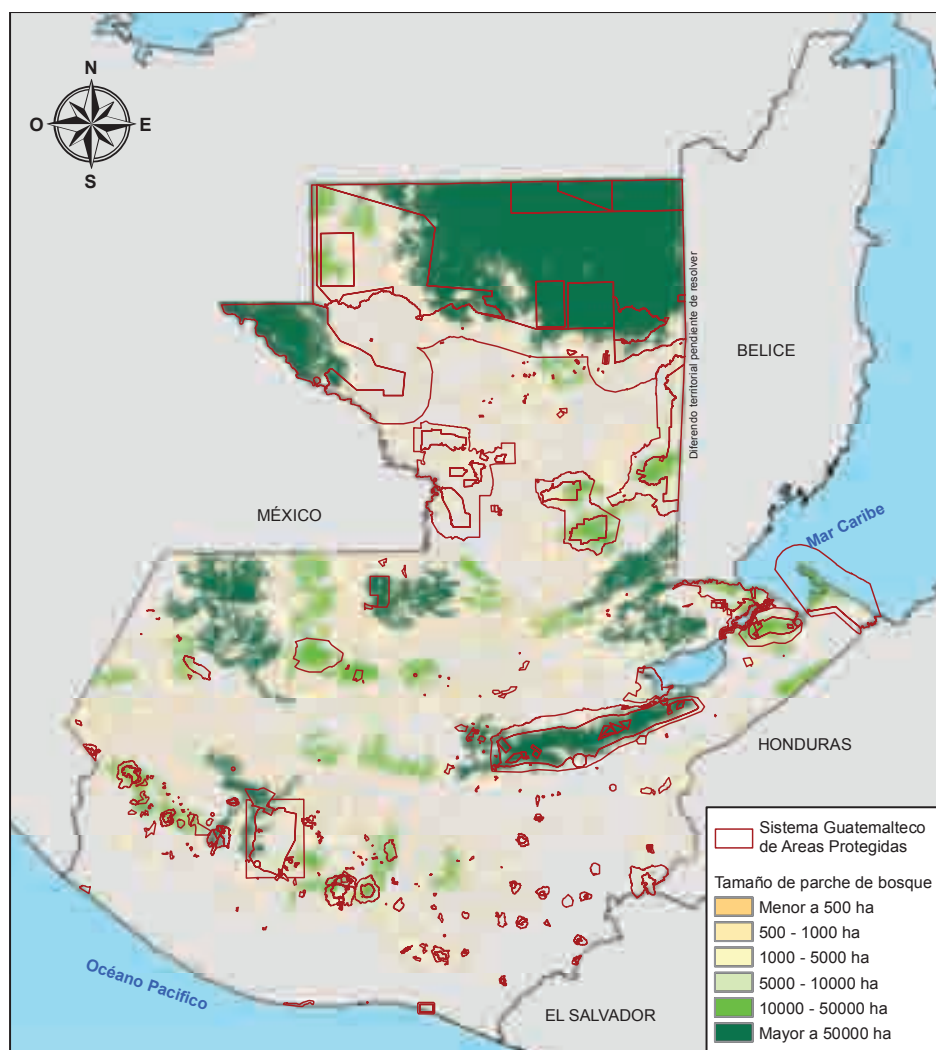 N
O E
S
Diferendo territorial pendiente de resolver
BELICE
MÉXICO
Mar Caribe
HONDURAS
Océano Pacifico
EL SALVADOR
Sistema Guatemalteco
de Areas Protegidas
Tamaño de parche de bosque
Menor a 500 ha
500 - 1000 ha
1000 - 5000 ha
5000 - 10000 ha
10000 - 50000 ha
Mayor a 50000 ha